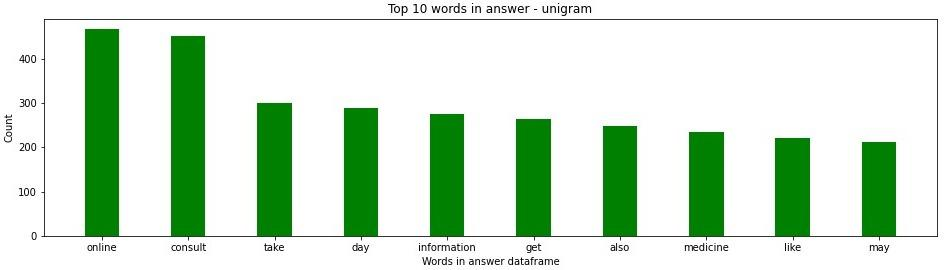 Top 10 words in answer - unigram
400
300
200
100
0
Count
online consult take day information get also medicine like may
Words in answer dataframe